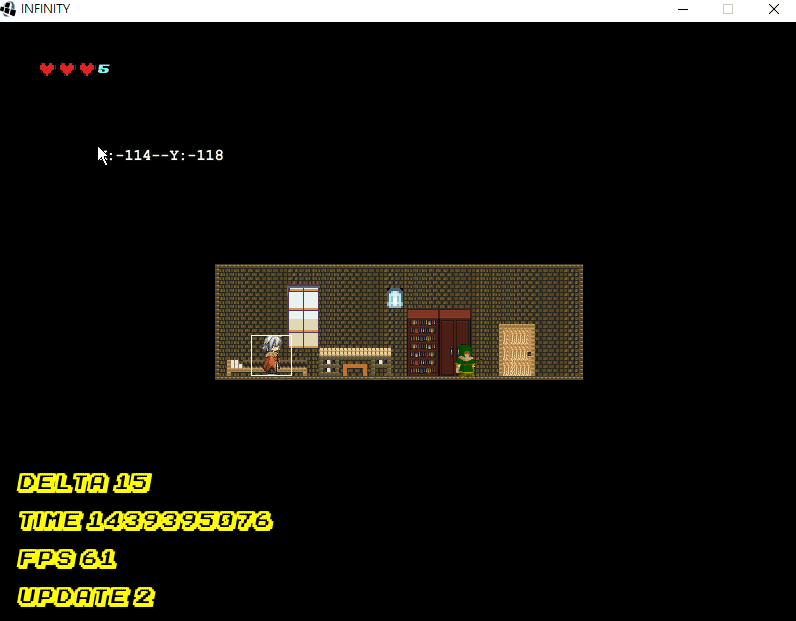 INFINITY
5
:-114--Y:-118
DELTA 15
TIME 1439395076
FPS 61
UPDATE 2